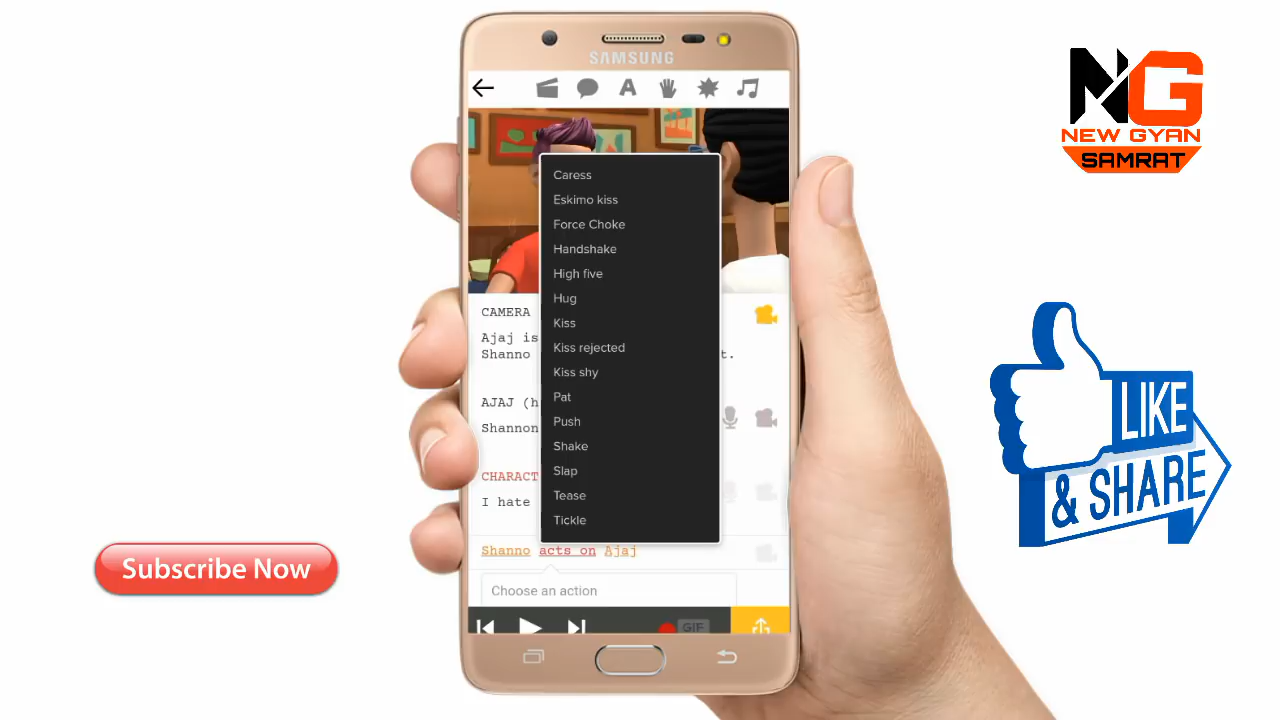 SAMSUNG
NG
NEW GYAN
SAMRAT
Caress
Eskimo kiss
Force Choke
Handshake
High five
Hug
Kiss
Kiss rejected
Kiss shy
Pat
Push
Shake
Slap
Tease
Tickle
CAMERA
Ajaj is
Shanno
AJAJ (h
Shannon
CHARACT
I hate
Shanno acts on Ajaj
Choose an action
GIF
Subscribe Now
LIKE
& SHARE